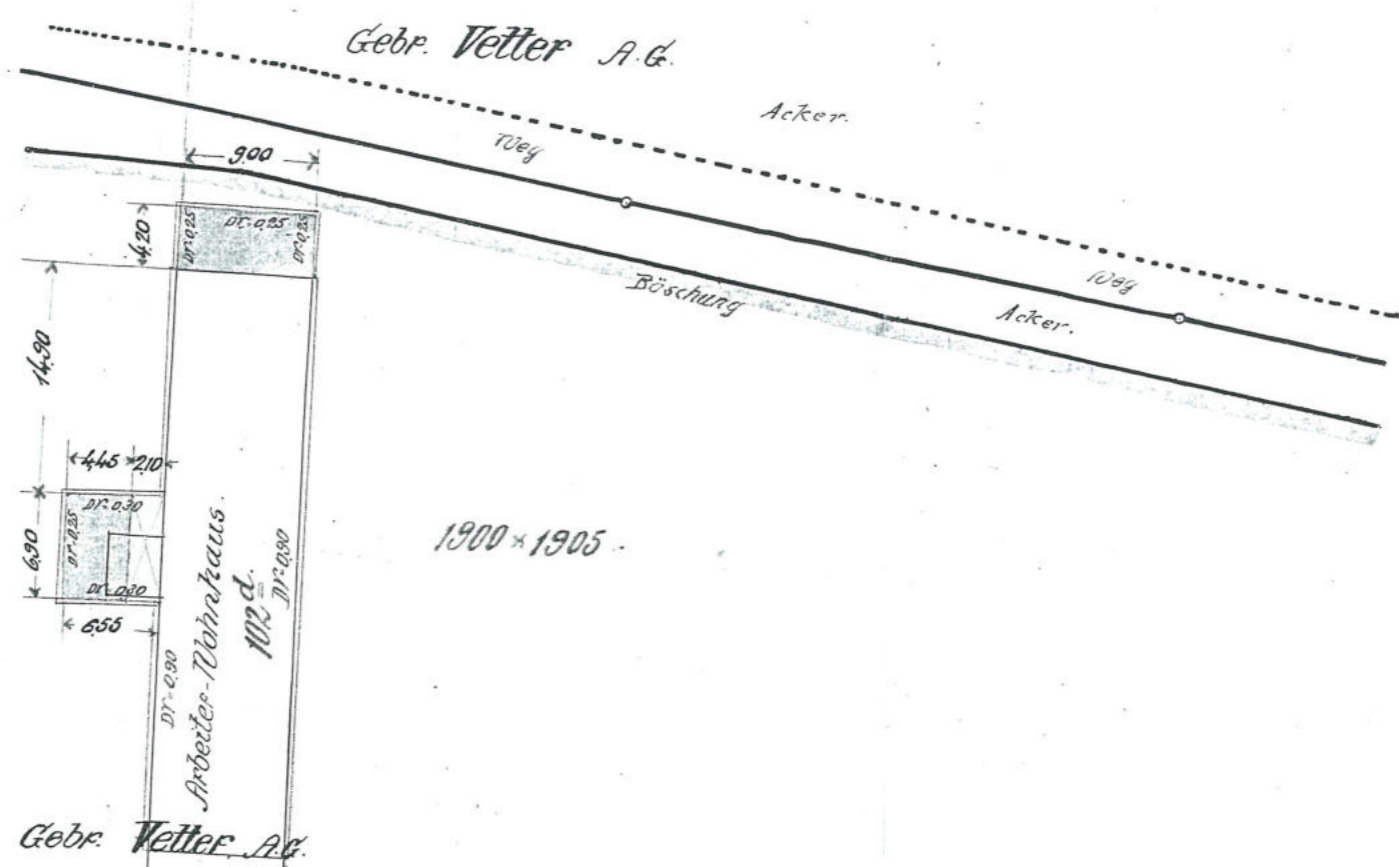 Gebr. Vetter A.G.
Acker.
Weg
9.00
4.20
Dr=0.25
Dr=0.25
Dr=0.25
Weg
Böschung
Acker.
14.90
4.45
2.10
Dr=0.30
Dr=0.25
Dr=0.30
6.90
6.55
Arbeiter-Wohnhaus.
102 d.
Dr=0.90
Dr=0.90
1900 × 1905.
Gebr. Vetter A.G.